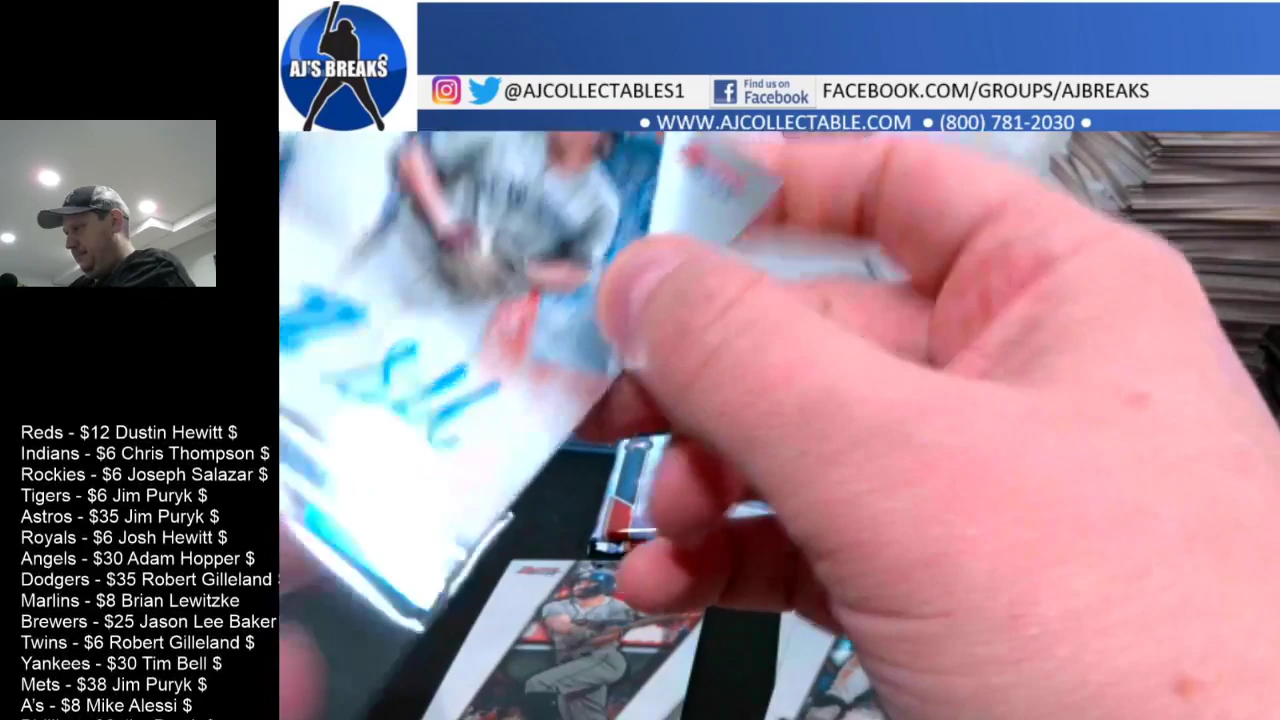 AJ'S BREAKS
@AJCOLLECTABLES1
Find us on
Facebook
FACEBOOK.COM/GROUPS/AJBREAKS
• WWW.AJCOLLECTABLE.COM • (800) 781-2030 •
Reds - $12 Dustin Hewitt $
Indians - $6 Chris Thompson $
Rockies - $6 Joseph Salazar $
Tigers - $6 Jim Puryk $
Astros - $35 Jim Puryk $
Royals - $6 Josh Hewitt $
Angels - $30 Adam Hopper $
Dodgers - $35 Robert Gilleland
Marlins - $8 Brian Lewitzke
Brewers - $25 Jason Lee Baker
Twins - $6 Robert Gilleland $
Yankees - $30 Tim Bell $
Mets - $38 Jim Puryk $
A's - $8 Mike Alessi $